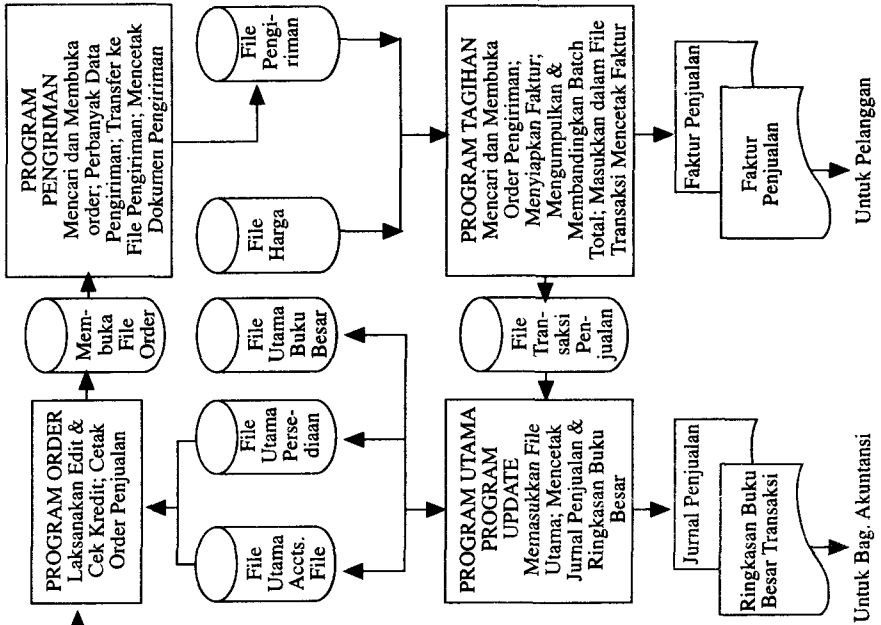 PROGRAM ORDER
Laksanakan Edit &
Cek Kredit; Cetak
Order Penjualan
Mem-
buka
File
Order
PROGRAM
PENGIRIMAN
Mencari dan Membuka
order; Perbanyak Data
Pengiriman; Transfer ke
File Pengiriman; Mencetak
Dokumen Pengiriman
File
Utama
Accts.
File
File
Utama
Perse-
diaan
File
Utama
Buku
Besar
File
Harga
File
Pengi-
riman
PROGRAM UTAMA
PROGRAM
UPDATE
Memasukkan File
Utama; Mencetak
Jurnal Penjualan &
Ringkasan Buku
Besar
File
Tran-
saksi
Pen-
jualan
PROGRAM TAGIHAN
Mencari dan Membuka
Order Pengiriman;
Menyiapkan Faktur;
Mengumpulkan &
Membandingkan Batch
Total; Masukkan dalam File
Transaksi Mencetak Faktur
Jurnal Penjualan
Ringkasan Buku
Besar Transaksi
Untuk Bag. Akuntansi
Faktur Penjualan
Faktur
Penjualan
Untuk Pelanggan